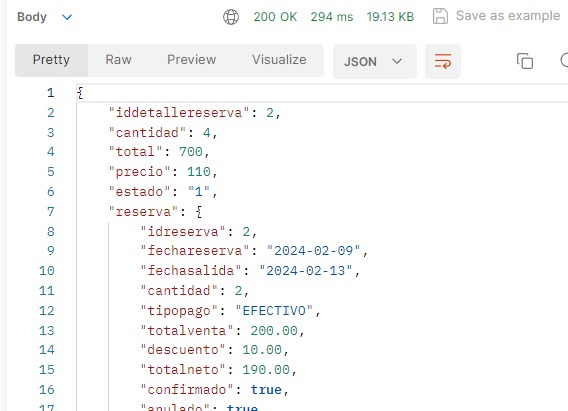 Body 200 OK 294 ms 19.13 KB Save as example
Pretty Raw Preview Visualize JSON
1 {
2 "iddetallereserva": 2,
3 "cantidad": 4,
4 "total": 700,
5 "precio": 110,
6 "estado": "1",
7 "reserva": {
8 "idreserva": 2,
9 "fechareserva": "2024-02-09",
10 "fechasalida": "2024-02-13",
11 "cantidad": 2,
12 "tipopago": "EFECTIVO",
13 "totalventa": 200.00,
14 "descuento": 10.00,
15 "totalneto": 190.00,
16 "confirmado": true,
17 "anulado": true